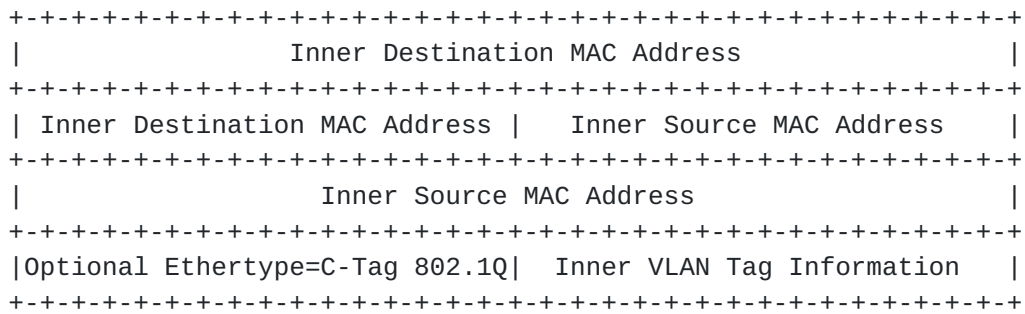 +-+-+-+-+-+-+-+-+-+-+-+-+-+-+-+-+-+-+-+-+-+-+-+-+-+-+-+-+-+-+-+-+
|                  Inner Destination MAC Address                |
+-+-+-+-+-+-+-+-+-+-+-+-+-+-+-+-+-+-+-+-+-+-+-+-+-+-+-+-+-+-+-+-+
| Inner Destination MAC Address |   Inner Source MAC Address    |
+-+-+-+-+-+-+-+-+-+-+-+-+-+-+-+-+-+-+-+-+-+-+-+-+-+-+-+-+-+-+-+-+
|                    Inner Source MAC Address                   |
+-+-+-+-+-+-+-+-+-+-+-+-+-+-+-+-+-+-+-+-+-+-+-+-+-+-+-+-+-+-+-+-+
|Optional Ethertype=C-Tag 802.1Q|  Inner VLAN Tag Information   |
+-+-+-+-+-+-+-+-+-+-+-+-+-+-+-+-+-+-+-+-+-+-+-+-+-+-+-+-+-+-+-+-+